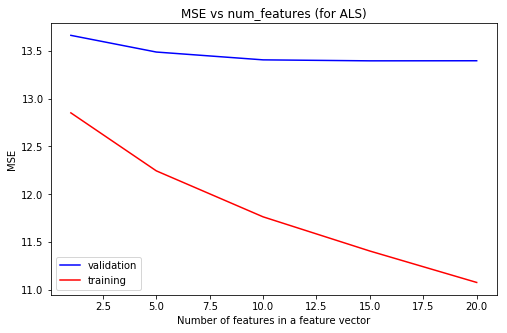 MSE vs num_features (for ALS)
13.5
13.0
12.5
12.0
11.5
11.0
MSE
validation
training
2.5 5.0 7.5 10.0 12.5 15.0 17.5 20.0
Number of features in a feature vector